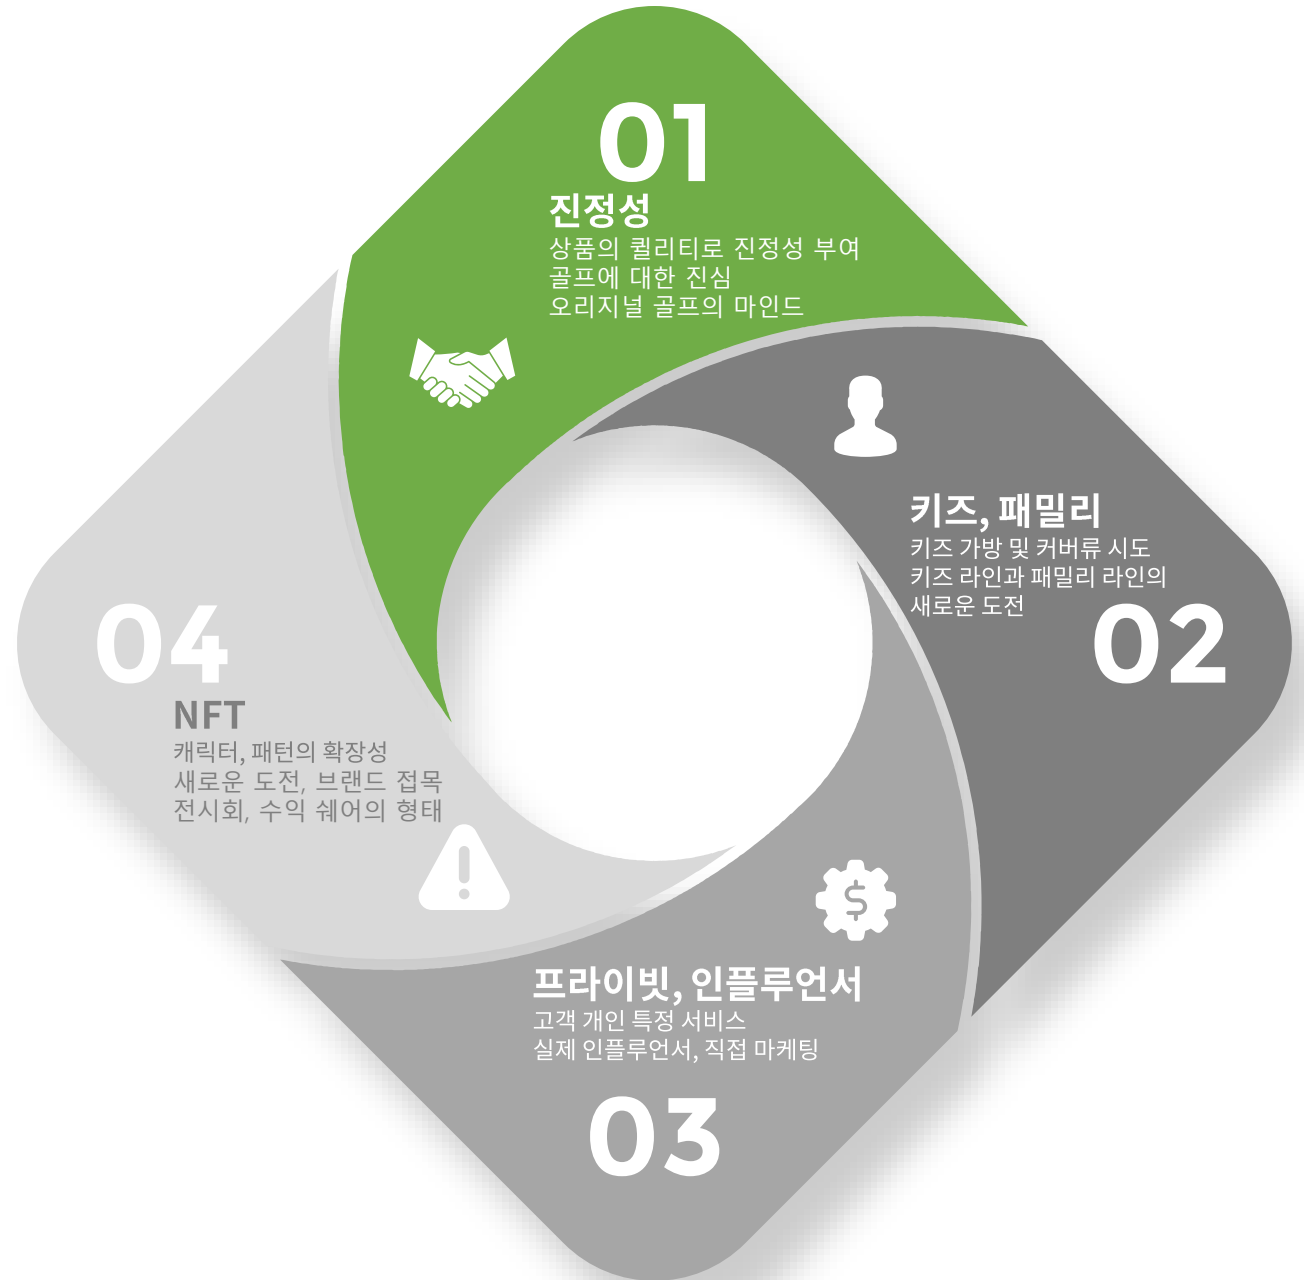 01
진정성
상품의 퀄리티로 진정성 부여
골프에 대한 진심
오리지널 골프의 마인드
키즈, 패밀리
키즈 가방 및 커버류 시도
키즈 라인과 패밀리 라인의
새로운 도전
02
프라이빗, 인플루언서
고객 개인 특정 서비스
실제 인플루언서, 직접 마케팅
03
04
NFT
캐릭터, 패턴의 확장성
새로운 도전, 브랜드 접목
전시회, 수익 쉐어의 형태
$